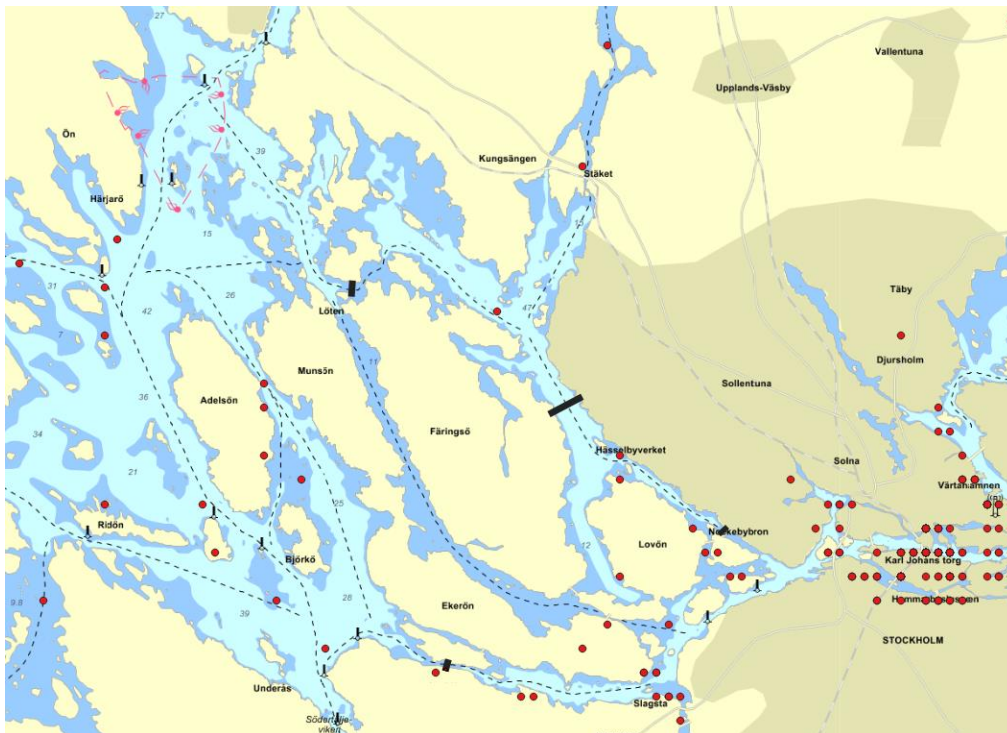 27
Vallentuna
Upplands-Väsby
Ön
39
Kungsängen
Stäket
Härjarö
15
31
26
42
47
Täby
Löten
7
11
Djursholm
Munsön
36
Adelsön
Sollentuna
Färingsö
34
Hässelbyverket
Solna
21
Värtahamnen
25
Ridön
Björkö
12
Lovön
Karl Johans torg
9.8
39
28
Ekerön
STOCKHOLM
Underås
Slagsta
Södertälje-
viken